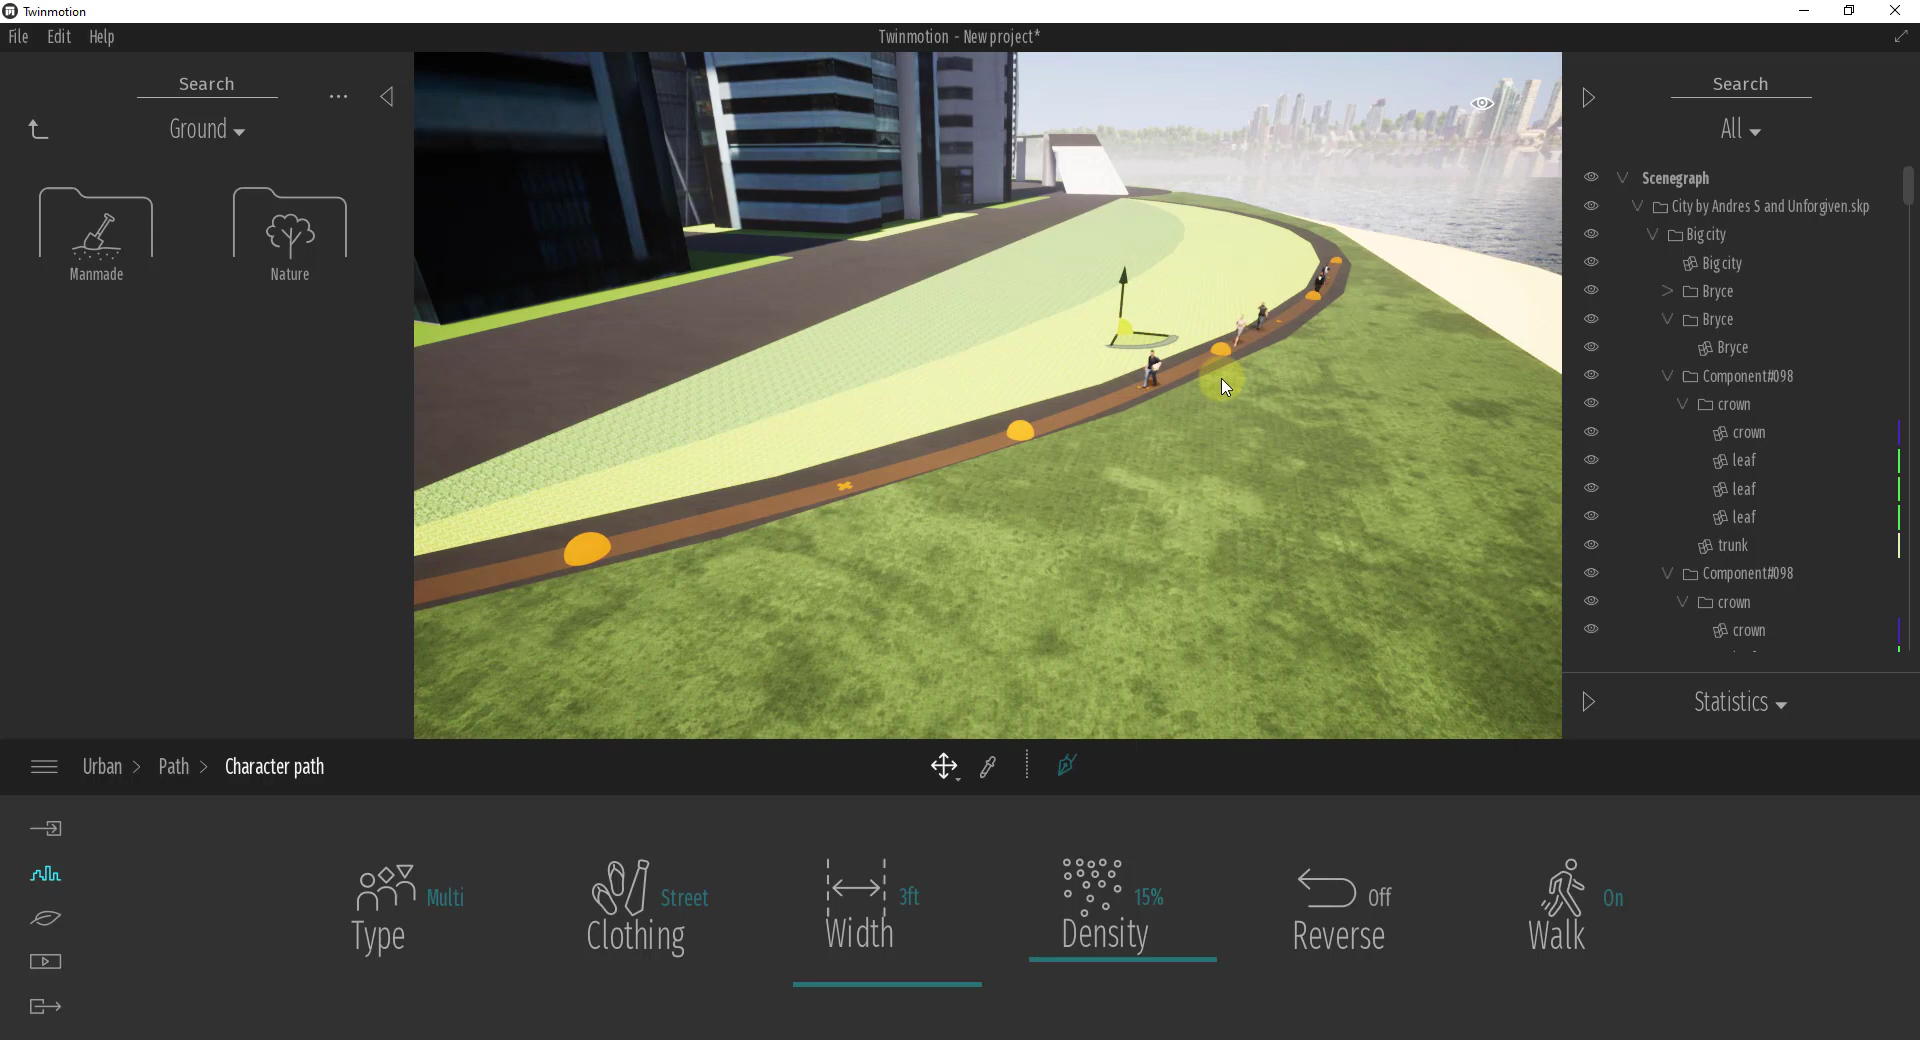 Twinmotion
File Edit Help
Twinmotion - New project*
Search
...
Ground
Manmade
Nature
Search
All
Scenegraph
City by Andres S and Unforgiven.skp
Big city
Big city
Bryce
Bryce
Bryce
Component#098
crown
crown
leaf
leaf
leaf
trunk
Component#098
crown
crown
Statistics
Urban > Path > Character path
Type Multi
Clothing Street
Width 3ft
Density 15%
Reverse Off
Walk On